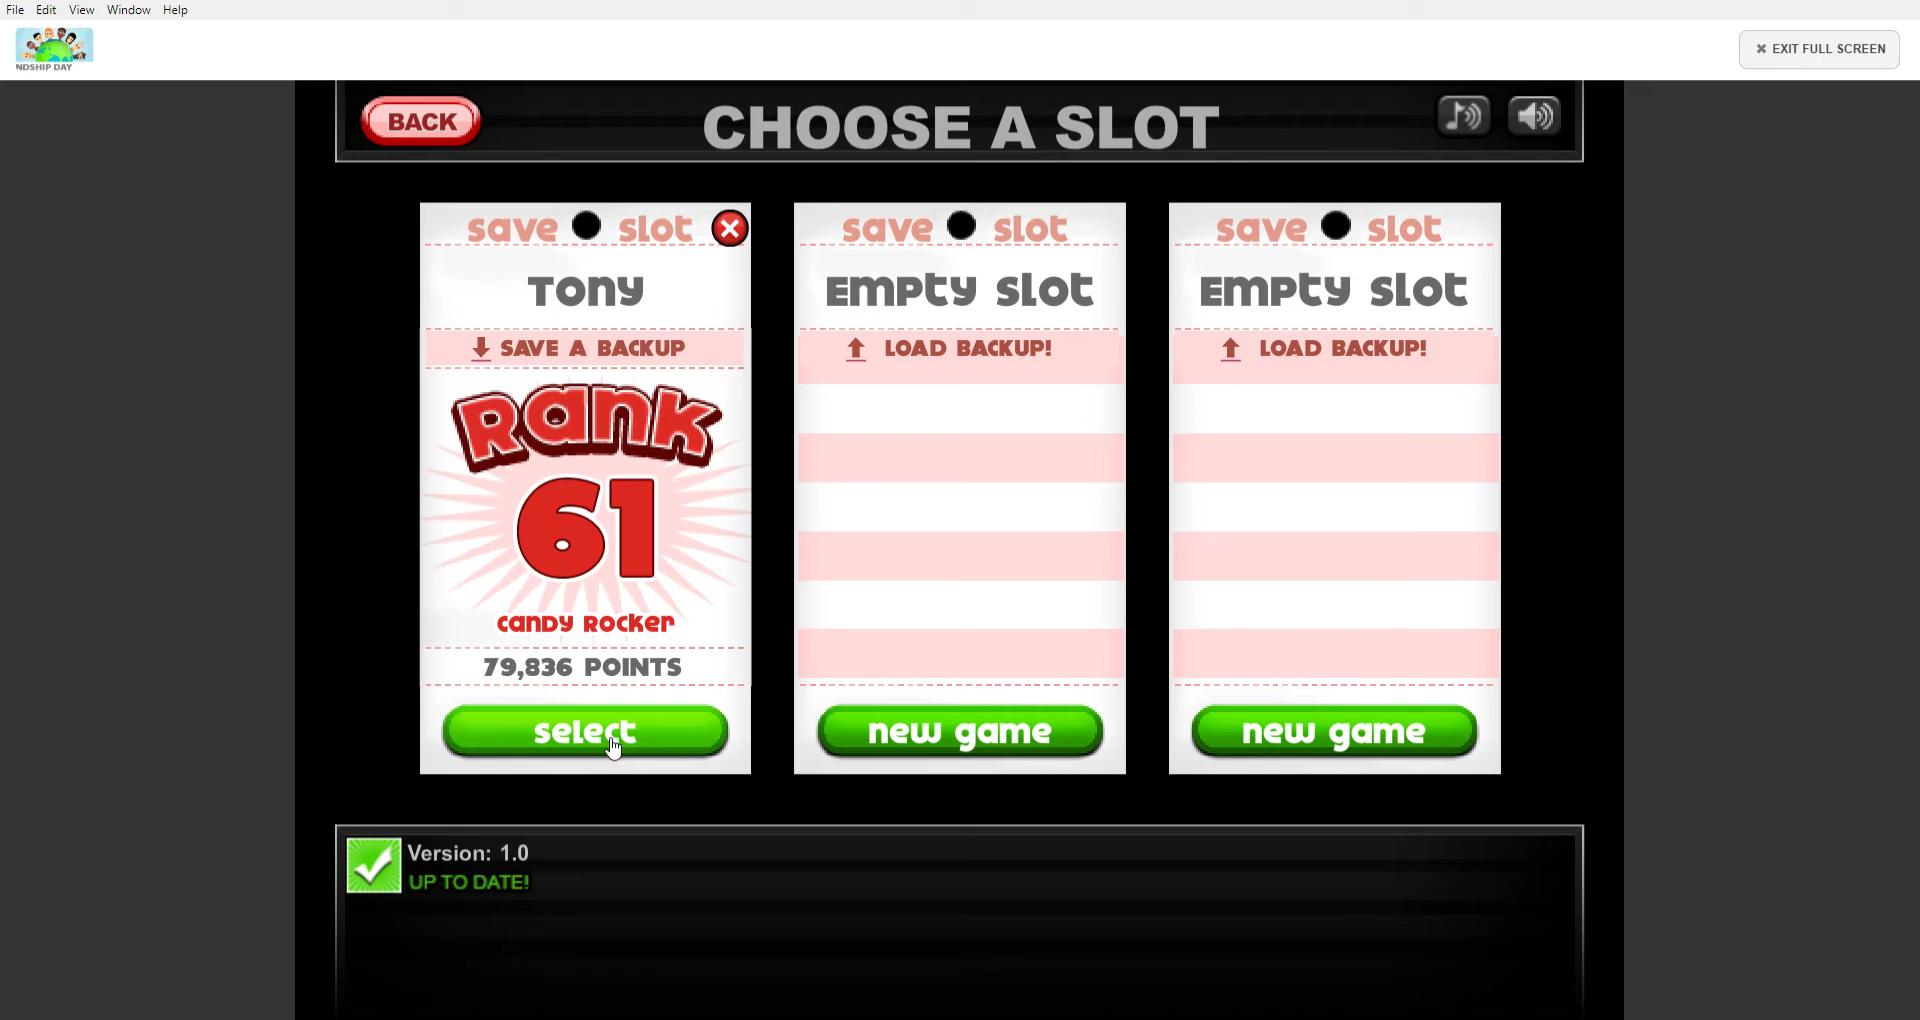 File Edit View Window Help
NDSHIP DAY
✖ EXIT FULL SCREEN
BACK
CHOOSE A SLOT
save slot
save slot
save slot
Tony
Empty Slot
Empty Slot
SAVE A BACKUP
LOAD BACKUP!
LOAD BACKUP!
Rank
61
Candy Rocker
79,836 POINTS
select
new game
new game
Version: 1.0
UP TO DATE!